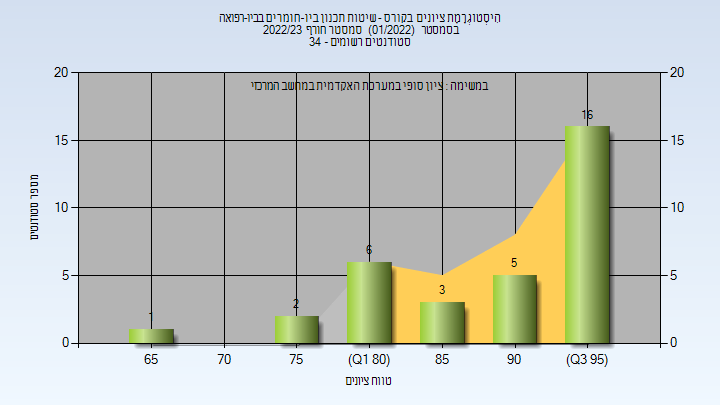 היסטוגרמת ציונים בקורס - שיטות תכנון ביו-חומרים בביו-רפואה
בסמסטר (01/2022) סמסטר חורף 2022/23
סטודנטים רשומים - 34
במשימה : ציון סופי במערכת האקדמית במחשב המרכזי
20 20
15 15
10 10
5 5
0 0
מספר סטודנטים
1 2 6 3 5 16
65 70 75 (Q1 80) 85 90 (Q3 95)
טווח ציונים